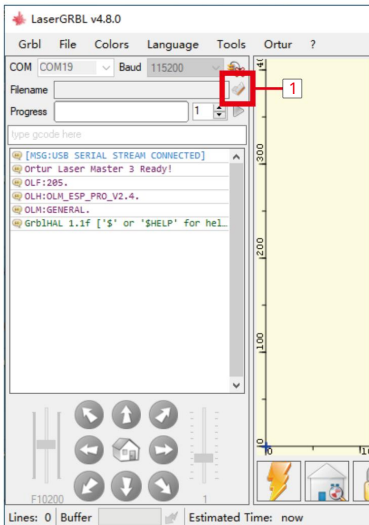 LaserGRBL v4.8.0
Grbl File Colors Language Tools Ortur ?
COM COM19 Baud 115200
Filename
1
Progress 1
type gcode here
[MSG:USB SERIAL STREAM CONNECTED]
Ortur Laser Master 3 Ready!
OLF:205.
OLH:OLM_ESP_PRO_V2.4.
OLM:GENERAL.
GrblHAL 1.1f ['$' or '$HELP' for hel…
300
200
100
0
0
F10200 1
Lines: 0 Buffer Estimated Time: now